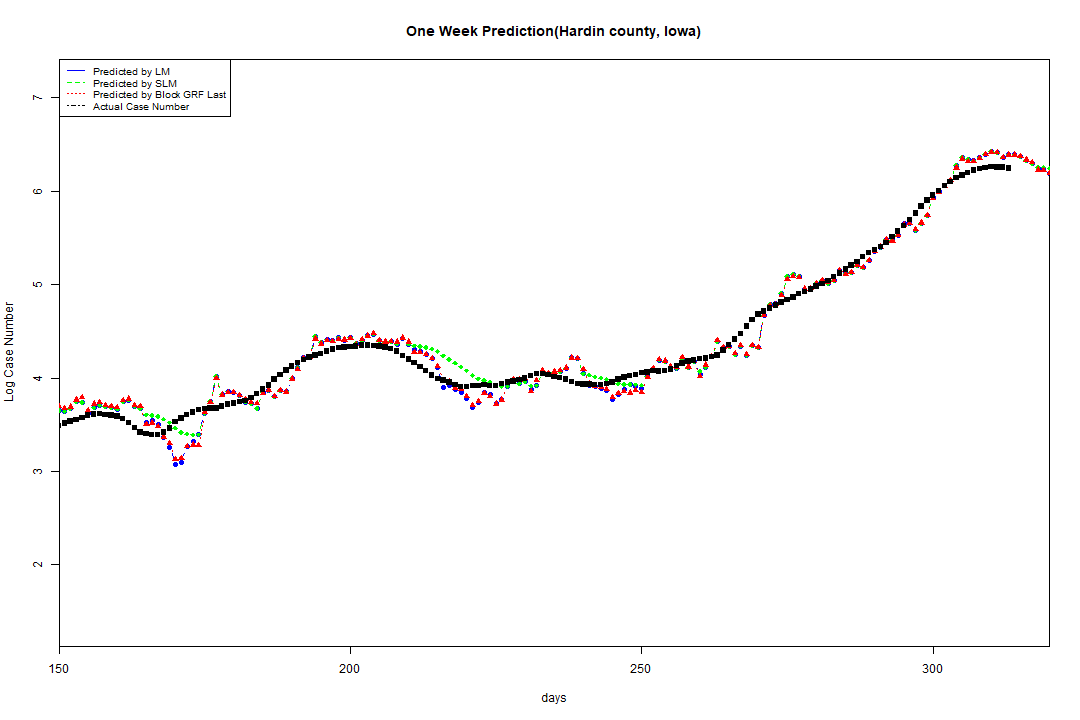 One Week Prediction(Hardin county, Iowa)
Predicted by LM
Predicted by SLM
Predicted by Block GRF Last
Actual Case Number
7
6
5
4
3
2
Log Case Number
150
200
250
300
days